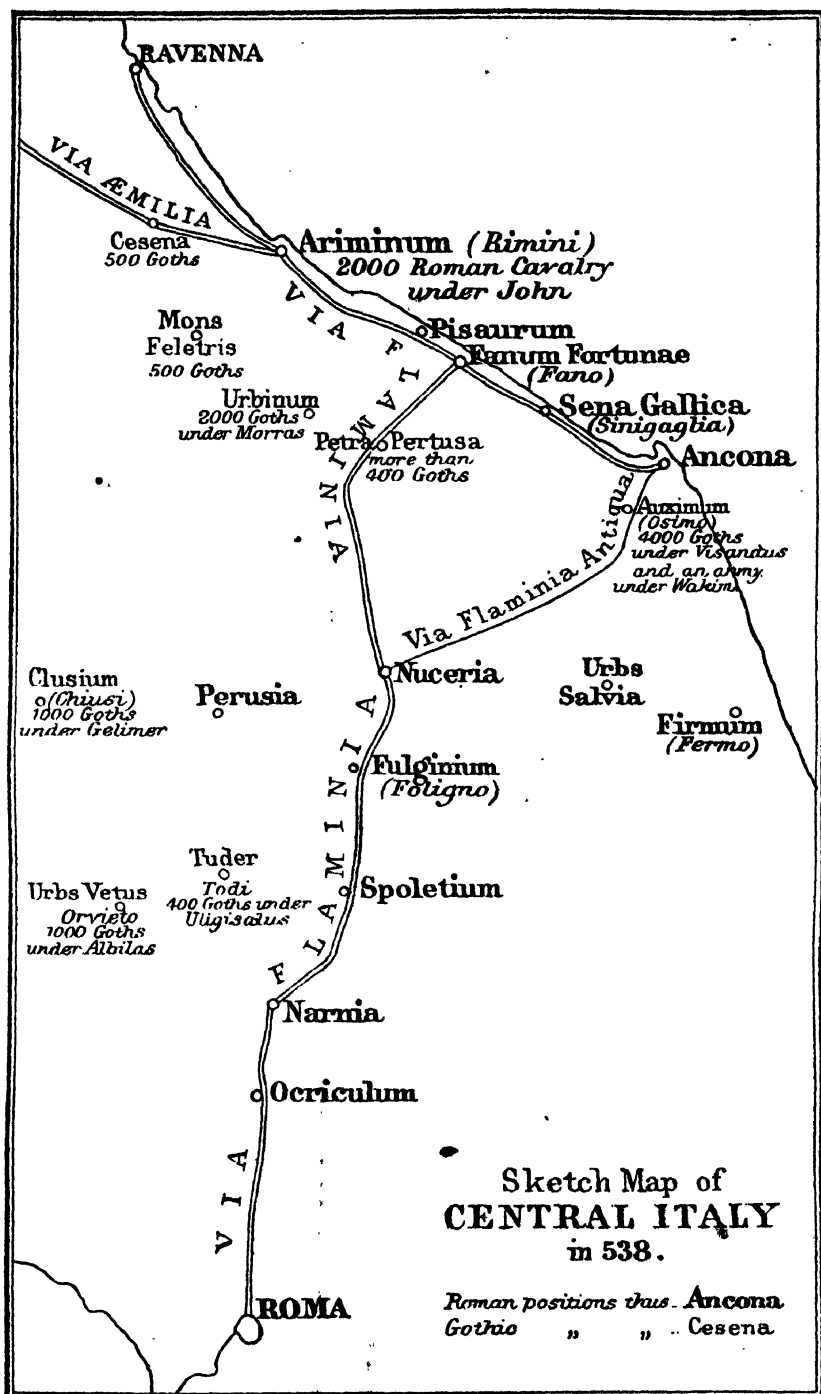 RAVENNA
VIA ÆMILIA
Cesena
500 Goths
Ariminum (Rimini)
2000 Roman Cavalry
under John
VIA FLAMINIA
Mons
Feletris
500 Goths
Pisaurum
Fanum Fortunae
(Fano)
Urbinum
2000 Goths
under Morras
Sena Gallica
(Sinigaglia)
Petra Pertusa
more than
400 Goths
Ancona
Auximum
(Osimo)
4000 Goths
under Visandus
and an army
under Wakim.
Via Flaminia Antiqua
Nuceria
Clusium
(Chiusi)
1000 Goths
under Gelimer
Perusia
Urbs
Salvia
Firmum
(Fermo)
Fulginium
(Foligno)
Tuder
Todi
400 Goths under
Uligisalus
Urbs Vetus
Orvieto
1000 Goths
under Albilas
Spoletium
Narnia
Ocriculum
VIA FLAMINIA
ROMA
Sketch Map of
CENTRAL ITALY
in 538.
Roman positions thus.. Ancona
Gothic „ „ .. Cesena